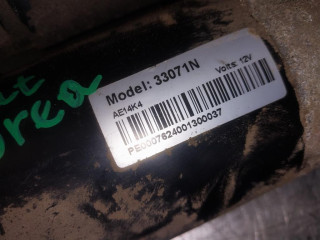 Model: 33071N
Volts: 12V
AE14K4
PE0007624001300037